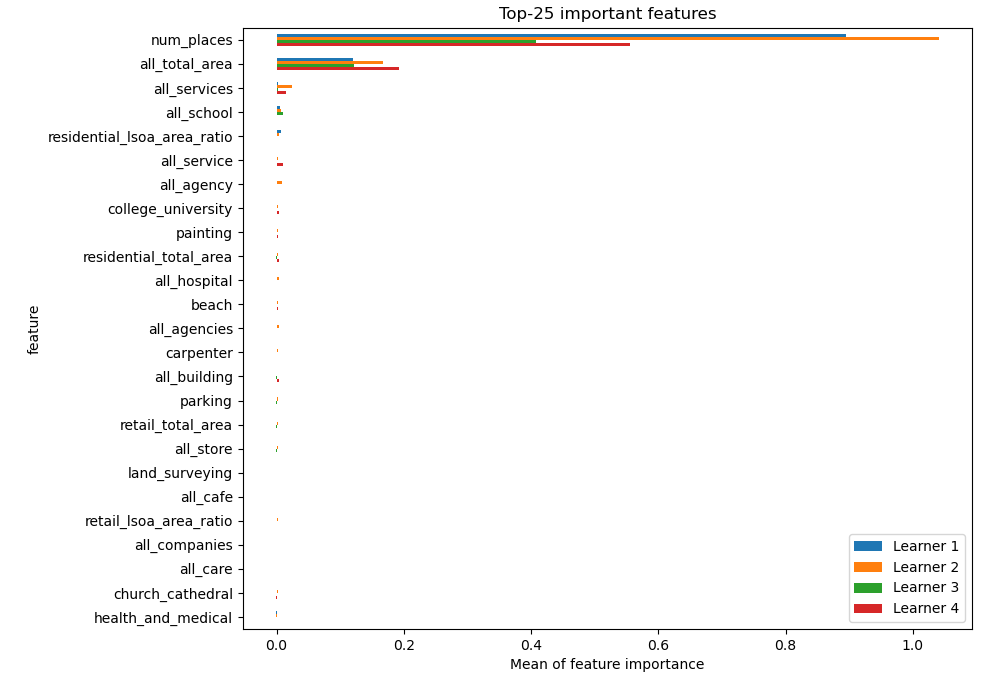 Top-25 important features
num_places
all_total_area
all_services
all_school
residential_lsoa_area_ratio
all_service
all_agency
college_university
painting
residential_total_area
all_hospital
beach
all_agencies
carpenter
all_building
parking
retail_total_area
all_store
land_surveying
all_cafe
retail_lsoa_area_ratio
all_companies
all_care
church_cathedral
health_and_medical
feature
Learner 1
Learner 2
Learner 3
Learner 4
0.0 0.2 0.4 0.6 0.8 1.0
Mean of feature importance